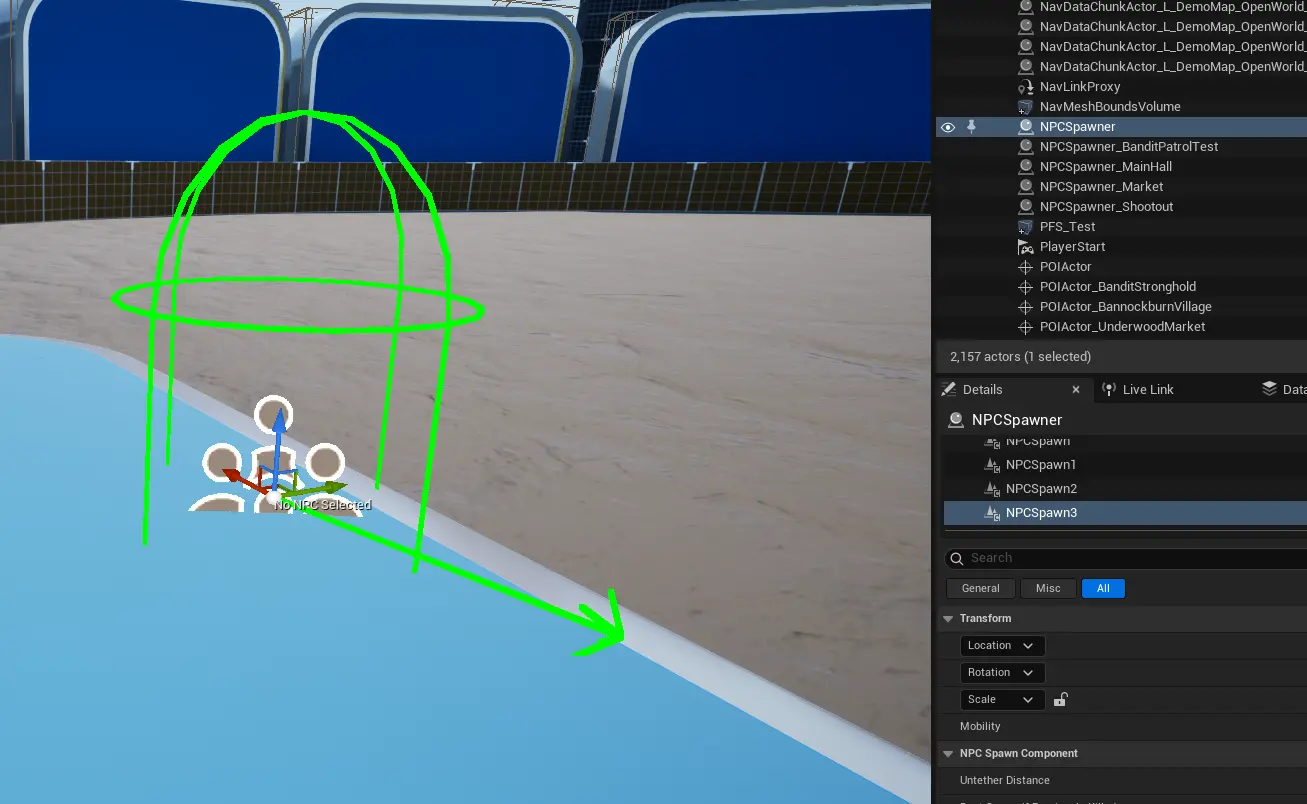 NavDataChunkActor_L_DemoMap_OpenWorld_
NavDataChunkActor_L_DemoMap_OpenWorld_
NavDataChunkActor_L_DemoMap_OpenWorld_
NavDataChunkActor_L_DemoMap_OpenWorld_
NavLinkProxy
NavMeshBoundsVolume
NPCSpawner
NPCSpawner_BanditPatrolTest
NPCSpawner_MainHall
NPCSpawner_Market
NPCSpawner_Shootout
PFS_Test
PlayerStart
POIActor
POIActor_BanditStronghold
POIActor_BannockburnVillage
POIActor_UnderwoodMarket
2,157 actors (1 selected)
Details
Live Link
Data
NPCSpawner
NPCSpawn
NPCSpawn1
NPCSpawn2
NPCSpawn3
Search
General
Misc
All
Transform
Location
Rotation
Scale
Mobility
NPC Spawn Component
Untether Distance
No NPC Selected